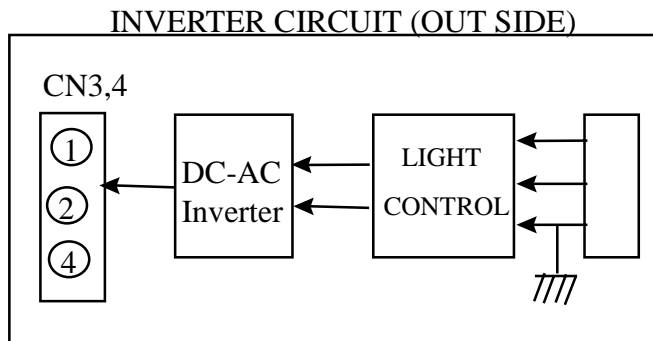 INVERTER CIRCUIT (OUT SIDE)
CN3,4
1
2
4
DC-AC
Inverter
LIGHT
CONTROL